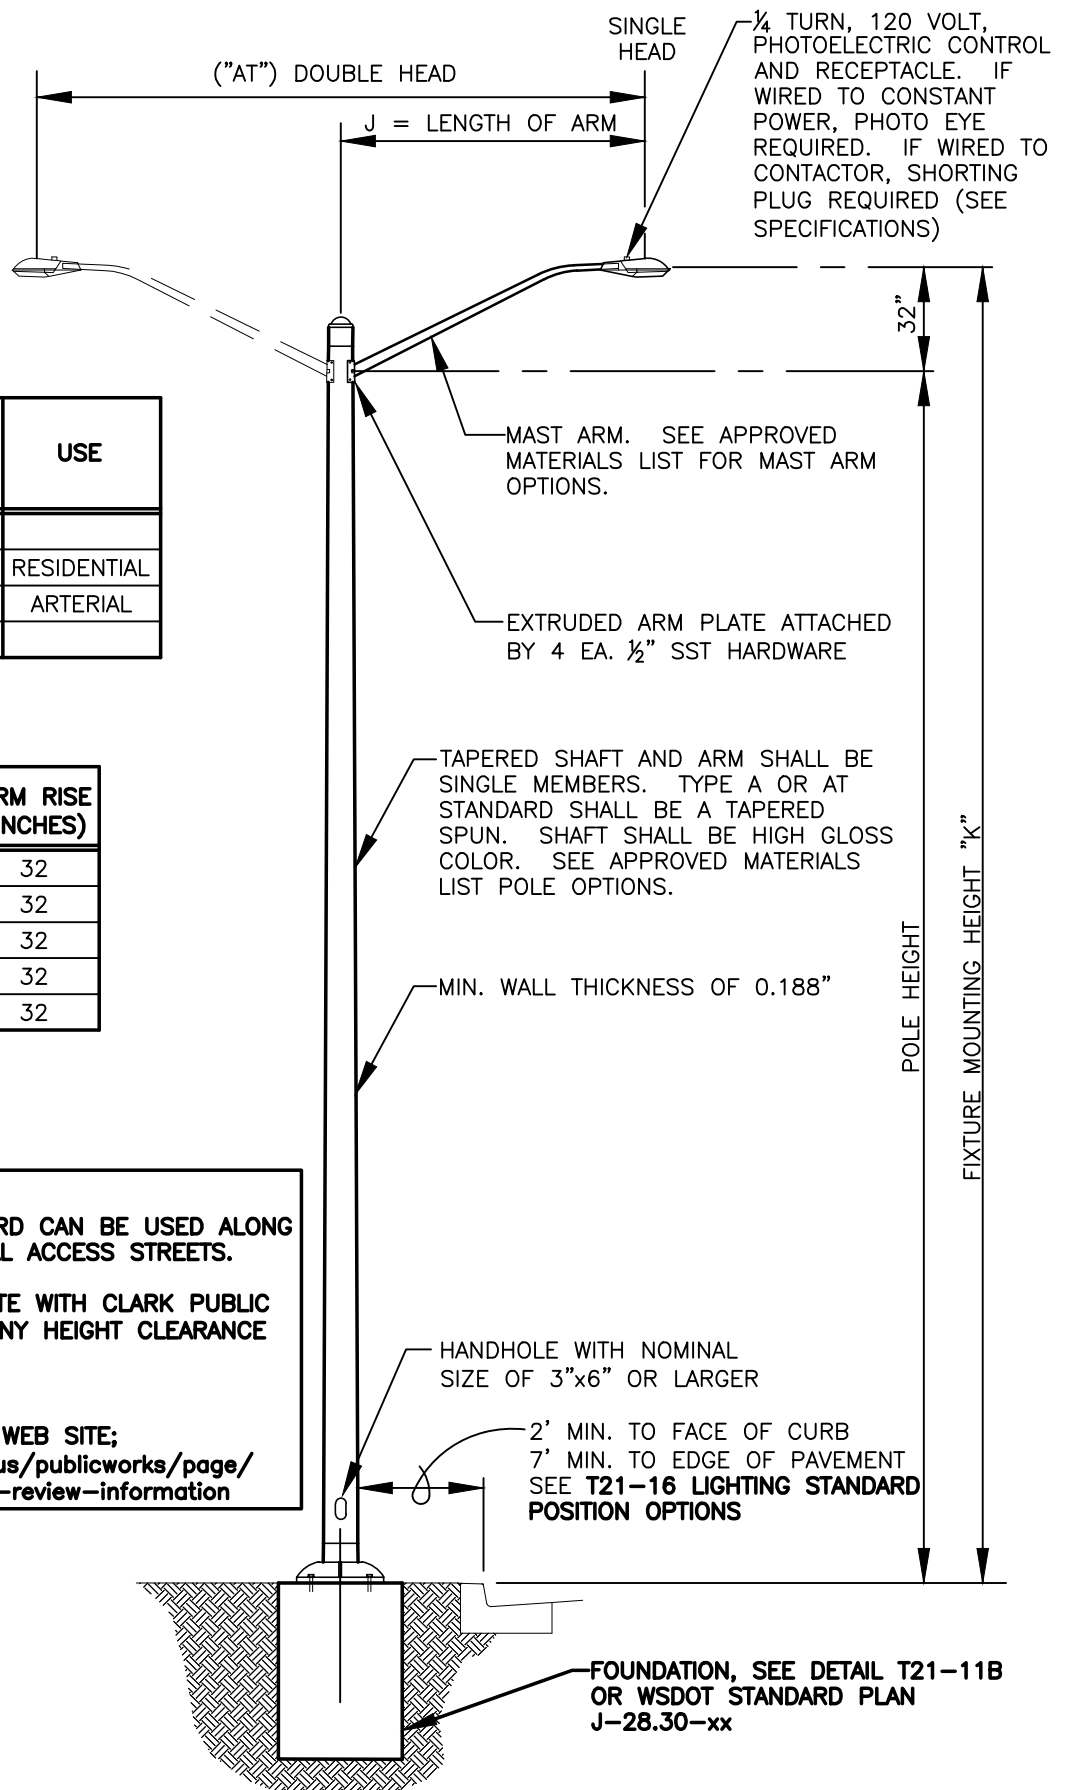 SINGLE
HEAD
("AT") DOUBLE HEAD
J = LENGTH OF ARM
¼ TURN, 120 VOLT,
PHOTOELECTRIC CONTROL
AND RECEPTACLE. IF
WIRED TO CONSTANT
POWER, PHOTO EYE
REQUIRED. IF WIRED TO
CONTACTOR, SHORTING
PLUG REQUIRED (SEE
SPECIFICATIONS)
32"
USE
RESIDENTIAL
ARTERIAL
MAST ARM. SEE APPROVED
MATERIALS LIST FOR MAST ARM
OPTIONS.
EXTRUDED ARM PLATE ATTACHED
BY 4 EA. ½" SST HARDWARE
RM RISE
NCHES)
32
32
32
32
32
TAPERED SHAFT AND ARM SHALL BE
SINGLE MEMBERS. TYPE A OR AT
STANDARD SHALL BE A TAPERED
SPUN. SHAFT SHALL BE HIGH GLOSS
COLOR. SEE APPROVED MATERIALS
LIST POLE OPTIONS.
MIN. WALL THICKNESS OF 0.188"
POLE HEIGHT
FIXTURE MOUNTING HEIGHT "K"
RD CAN BE USED ALONG
L ACCESS STREETS.
TE WITH CLARK PUBLIC
NY HEIGHT CLEARANCE
WEB SITE;
us/publicworks/page/
-review-information
HANDHOLE WITH NOMINAL
SIZE OF 3"x6" OR LARGER
2' MIN. TO FACE OF CURB
7' MIN. TO EDGE OF PAVEMENT
SEE T21-16 LIGHTING STANDARD
POSITION OPTIONS
FOUNDATION, SEE DETAIL T21-11B
OR WSDOT STANDARD PLAN
J-28.30-xx